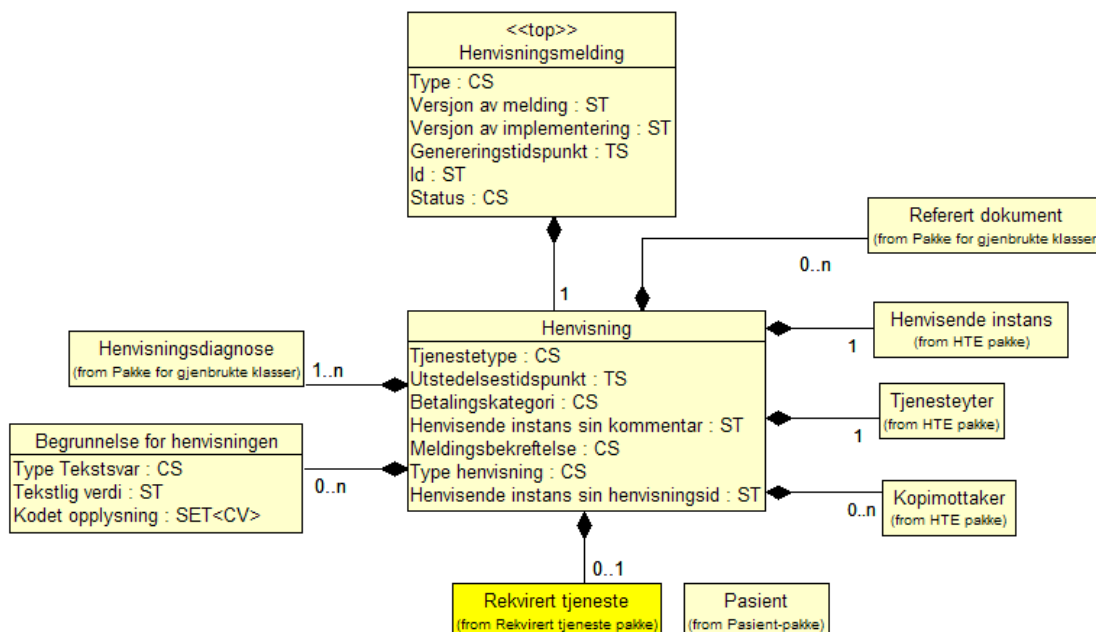 <<top>>
Henvisningsmelding
Type : CS
Versjon av melding : ST
Versjon av implementering : ST
Genereringstidspunkt : TS
Id : ST
Status : CS
Referert dokument
(from Pakke for gjenbrukte klasser)
0..n
1
Henvisning
Tjenestetype : CS
Utstedelsestidspunkt : TS
Betalingskategori : CS
Henvisende instans sin kommentar : ST
Meldingsbekreftelse : CS
Type henvisning : CS
Henvisende instans sin henvisningsid : ST
Henvisende instans
(from HTE pakke)
1
Henvisningsdiagnose
(from Pakke for gjenbrukte klasser)
1..n
Tjenesteyter
(from HTE pakke)
1
Begrunnelse for henvisningen
Type Tekstsvar : CS
Tekstlig verdi : ST
Kodet opplysning : SET<CV>
0..n
Kopimottaker
(from HTE pakke)
0..n
0..1
Rekvirert tjeneste
(from Rekvirert tjeneste pakke)
Pasient
(from Pasient-pakke)